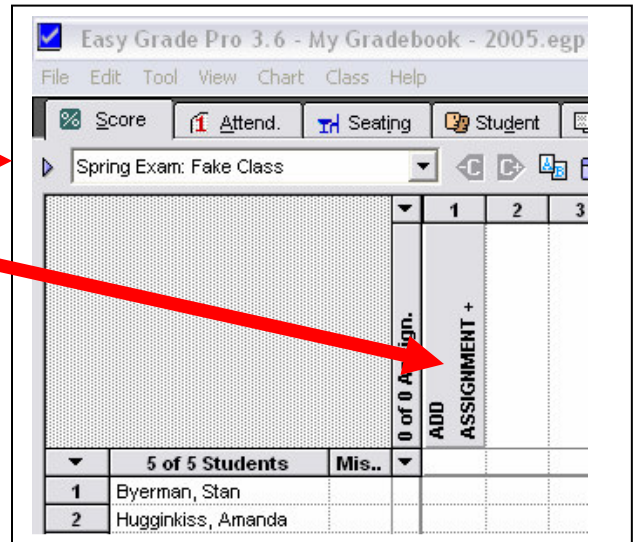 Easy Grade Pro 3.6 - My Gradebook - 2005.egp
File Edit Tool View Chart Class Help
Score Attend. Seating Student
Spring Exam: Fake Class
1 2 3
0 of 0 Assign.
ADD
ASSIGNMENT +
5 of 5 Students Mis..
1 Byerman, Stan
2 Hugginkiss, Amanda